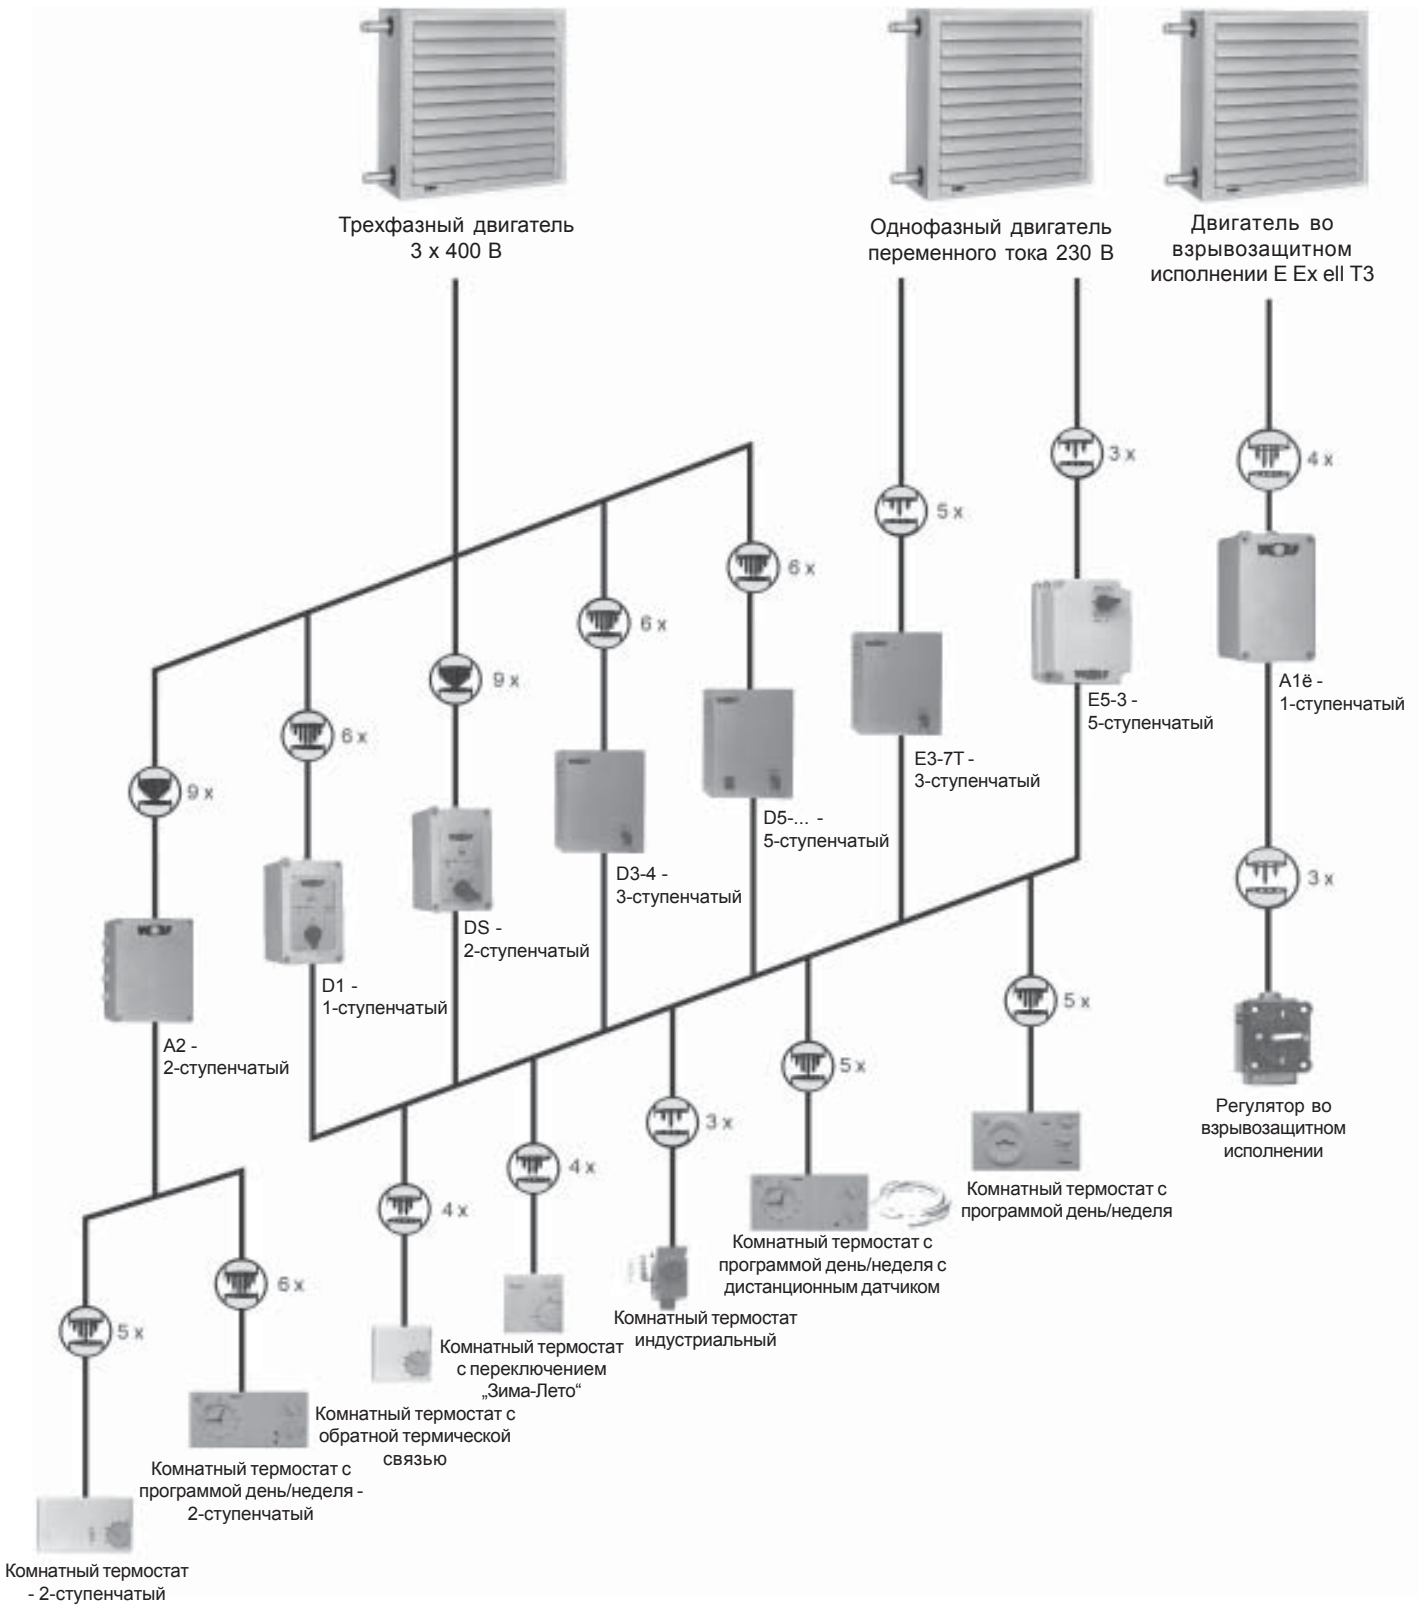 Трехфазный двигатель
3 x 400 В
Однофазный двигатель
переменного тока 230 В
Двигатель во
взрывозащитном
исполнении E Ex ell T3
3 x
4 x
5 x
6 x
6 x
9 x
6 x
9 x
WOLF
A1ё -
1-ступенчатый
E5-3 -
5-ступенчатый
E3-7T -
3-ступенчатый
D5-... -
5-ступенчатый
D3-4 -
3-ступенчатый
DS -
2-ступенчатый
D1 -
1-ступенчатый
WOLF
A2 -
2-ступенчатый
3 x
5 x
5 x
3 x
4 x
4 x
6 x
5 x
Регулятор во
взрывозащитном
исполнении
Комнатный термостат с
программой день/неделя
Комнатный термостат с
программой день/неделя с
дистанционным датчиком
Комнатный термостат
индустриальный
Комнатный термостат
с переключением
„Зима-Лето“
Комнатный термостат с
обратной термической
связью
Комнатный термостат с
программой день/неделя -
2-ступенчатый
Комнатный термостат
- 2-ступенчатый